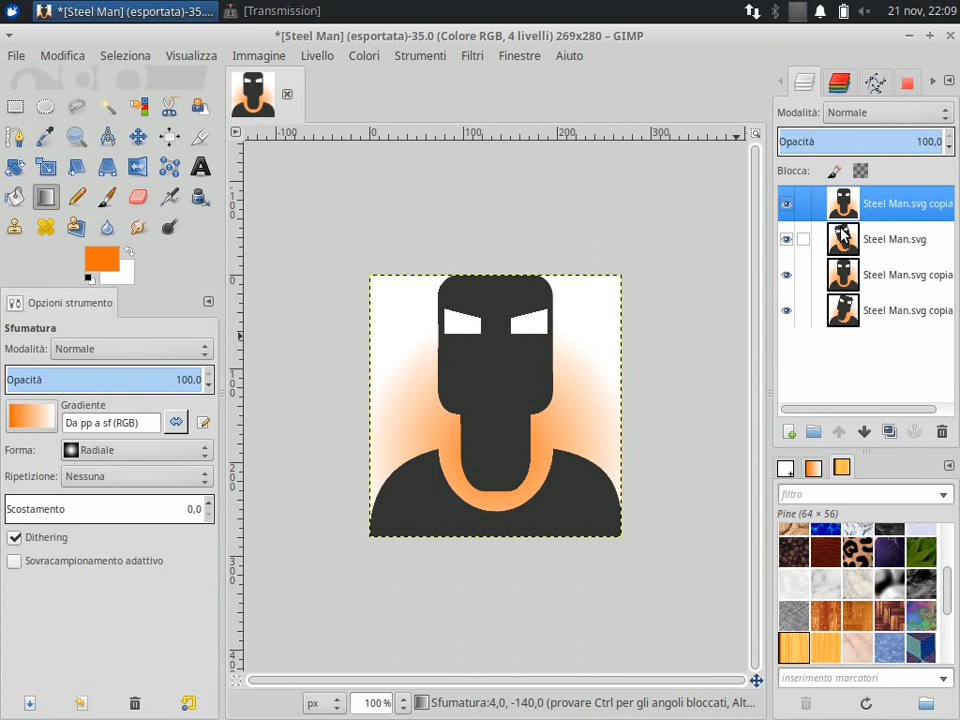 *[Steel Man] (esportata)-35....
[Transmission]
21 nov, 22:09
*[Steel Man] (esportata)-35.0 (Colore RGB, 4 livelli) 269x280 – GIMP
File Modifica Seleziona Visualizza Immagine Livello Colori Strumenti Filtri Finestre Aiuto
-100 0 100 200 300
Modalità: Normale
Opacità 100,0
Blocca:
Steel Man.svg copia
Steel Man.svg
Steel Man.svg copia
Steel Man.svg copia
Opzioni strumento
Sfumatura
Modalità: Normale
Opacità 100,0
Gradiente
Da pp a sf (RGB)
Forma: Radiale
Ripetizione: Nessuna
Scostamento 0,0
Dithering
Sovracampionamento adattivo
filtro
Pine (64 × 56)
inserimento marcatori
px 100 % Sfumatura:4,0, -140,0 (provare Ctrl per gli angoli bloccati, Alt...